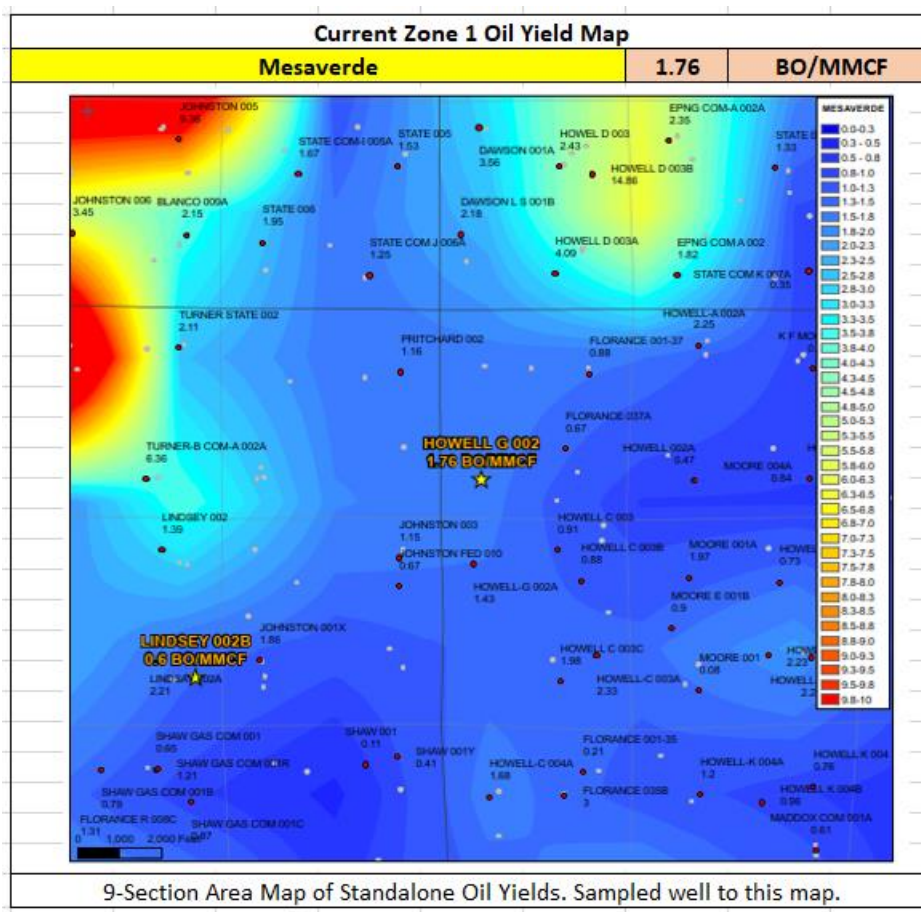 Current Zone 1 Oil Yield Map
Mesaverde 1.76 BO/MMCF
MESAVERDE
0.0-0.3
0.3 - 0.5
0.5 - 0.8
0.8-1.0
1.0-1.3
1.3-1.5
1.5-1.8
1.8-2.0
2.0-2.3
2.3-2.5
2.5-2.8
2.8-3.0
3.0-3.3
3.3-3.5
3.5-3.8
3.8-4.0
4.0-4.3
4.3-4.5
4.5-4.8
4.8-5.0
5.0-5.3
5.3-5.5
5.5-5.8
5.8-6.0
6.0-6.3
6.3-6.5
6.5-6.8
6.8-7.0
7.0-7.3
7.3-7.5
7.5-7.8
7.8-8.0
8.0-8.3
8.3-8.5
8.5-8.8
8.8-9.0
9.0-9.3
9.3-9.5
9.5-9.8
9.8-10
JOHNSTON 005
STATE COM-I 005A
1.67
STATE 005
1.53
DAWSON 001A
3.56
HOWEL D 003
2.43
EPNG COM-A 002A
2.35
HOWELL D 003B
14.86
1.33
JOHNSTON 006
3.45
BLANCO 009A
2.15
STATE 006
1.95
DAWSON L S 001B
2.18
STATE COM J 006A
1.25
HOWELL D 003A
4.09
EPNG COM A 002
1.82
STATE COM K 007A
0.35
TURNER STATE 002
2.11
PRITCHARD 002
1.16
FLORANCE 001-37
0.88
HOWELL-A 002A
2.25
FLORANCE 037A
0.67
TURNER-B COM-A 002A
6.36
HOWELL G 002
1.76 BO/MMCF
HOWELL 002A
0.47
MOORE 004A
0.84
LINDSEY 002
1.39
JOHNSTON 003
1.15
JOHNSTON FED 010
0.67
HOWELL-G 002A
1.43
HOWELL C 003
0.91
HOWELL C 003B
0.88
MOORE 001A
1.97
0.73
MOORE E 001B
0.9
JOHNSTON 001X
1.86
LINDSEY 002B
0.6 BO/MMCF
2.21
HOWELL C 003C
1.98
HOWELL-C 003A
2.33
MOORE 001
0.08
2.23
SHAW GAS COM 001
0.65
SHAW GAS COM 001R
1.21
SHAW GAS COM 001B
0.79
SHAW 001
0.11
SHAW 001Y
0.41
HOWELL-C 004A
1.68
FLORANCE 001-35
0.21
FLORANCE 035B
3
HOWELL-K 004A
1.2
HOWELL-K 004
0.76
HOWELL K 004B
0.96
MADDOX COM 001A
0.61
FLORANCE R 008C
1.31
SHAW GAS COM 001C
0 1,000 2,000
9-Section Area Map of Standalone Oil Yields. Sampled well to this map.